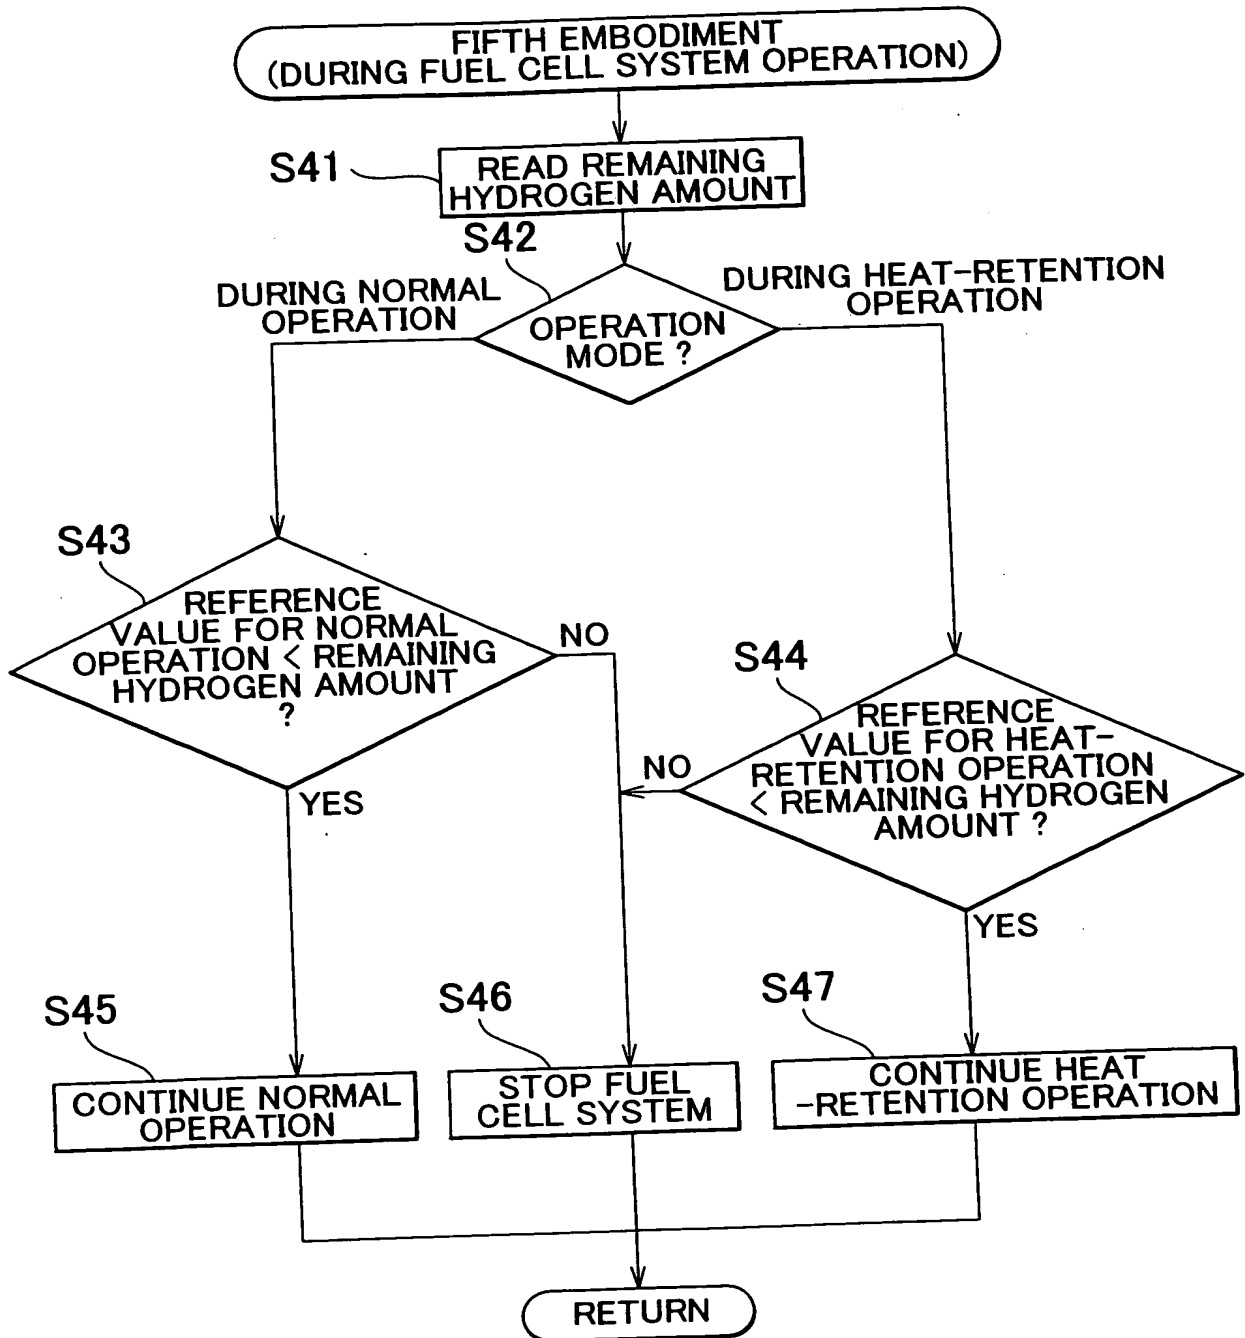 FIFTH EMBODIMENT
(DURING FUEL CELL SYSTEM OPERATION)
S41
READ REMAINING
HYDROGEN AMOUNT
S42
DURING NORMAL
OPERATION
OPERATION
MODE ?
DURING HEAT-RETENTION
OPERATION
S43
REFERENCE
VALUE FOR NORMAL
OPERATION < REMAINING
HYDROGEN AMOUNT
?
NO
YES
S44
REFERENCE
VALUE FOR HEAT-
RETENTION OPERATION
< REMAINING HYDROGEN
AMOUNT ?
NO
YES
S45
CONTINUE NORMAL
OPERATION
S46
STOP FUEL
CELL SYSTEM
S47
CONTINUE HEAT
-RETENTION OPERATION
RETURN